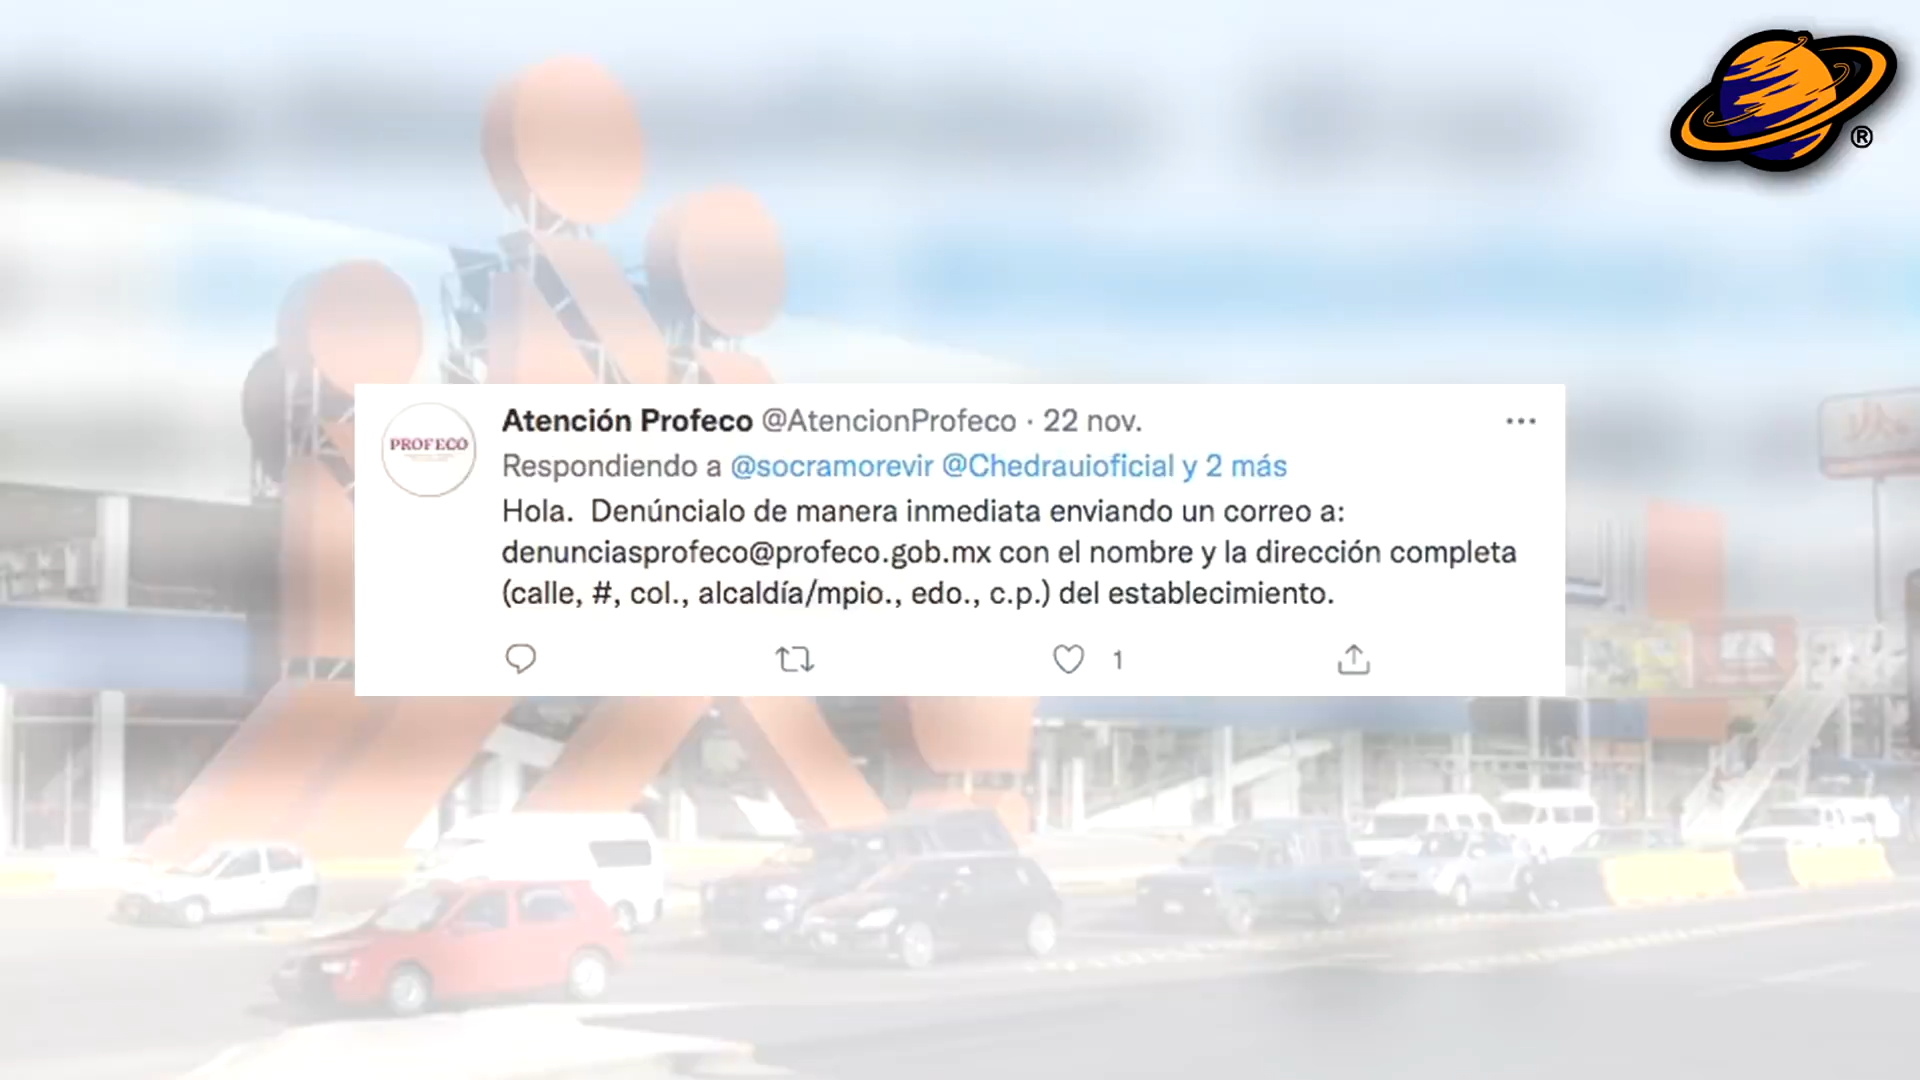 ®
PROFECO
Atención Profeco @AtencionProfeco · 22 nov.
Respondiendo a @socramorevir @Chedrauioficial y 2 más
Hola.  Denúncialo de manera inmediata enviando un correo a:
denunciasprofeco@profeco.gob.mx con el nombre y la dirección completa
(calle, #, col., alcaldía/mpio., edo., c.p.) del establecimiento.
1